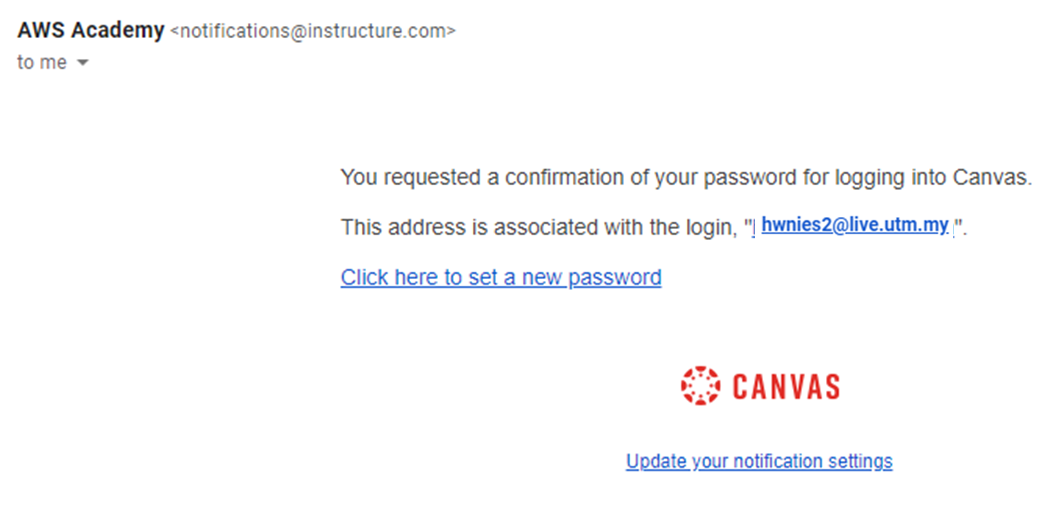 AWS Academy <notifications@instructure.com>
to me
You requested a confirmation of your password for logging into Canvas.
This address is associated with the login, "hwnies2@live.utm.my".
Click here to set a new password
CANVAS
Update your notification settings